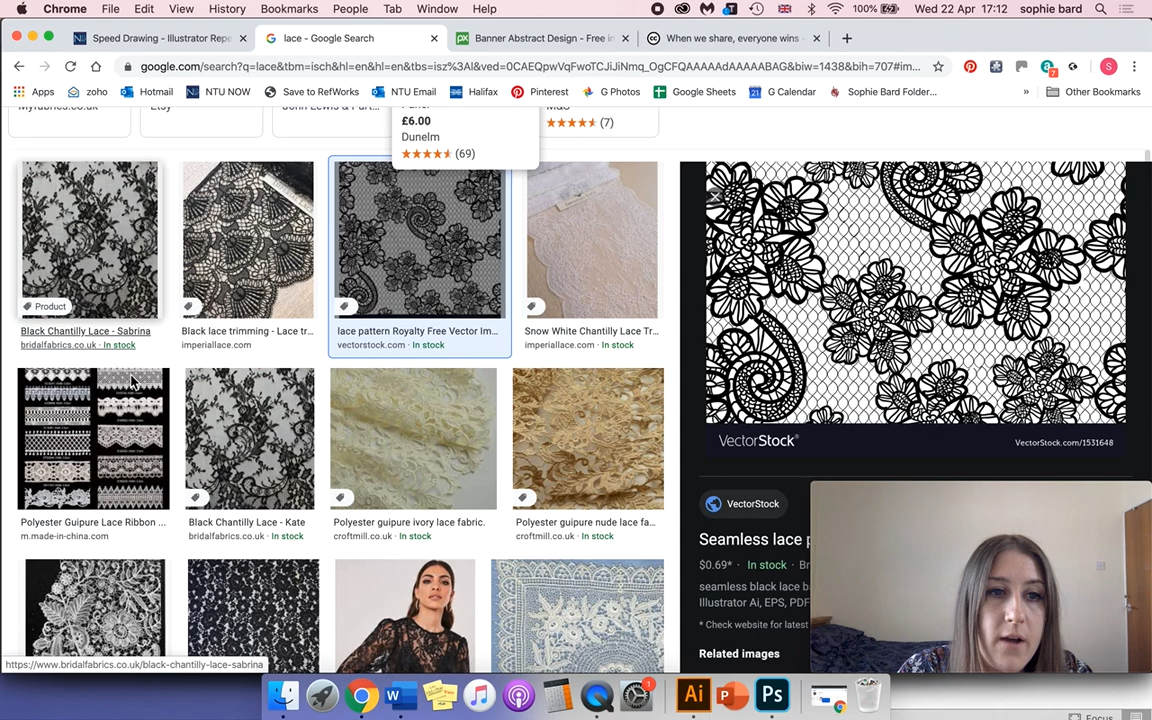 Chrome File Edit View History Bookmarks People Tab Window Help 100% Wed 22 Apr 17:12 sophie bard
Speed Drawing - Illustrator Repe
lace - Google Search
Banner Abstract Design - Free in
When we share, everyone wins -
google.com/search?q=lace&tbm=isch&hl=en&hl=en&tbs=isz%3Al&ved=0CAEQpwVqFwoTCJiJiNmq_OgCFQAAAAAdAAAAABAG&biw=1438&bih=707#im...
Apps zoho Hotmail NTU NOW Save to RefWorks NTU Email Halifax Pinterest G Photos Google Sheets G Calendar Sophie Bard Folder... » Other Bookmarks
£6.00
Dunelm
(69)
M&S
(7)
Product
Black Chantilly Lace - Sabrina
bridalfabrics.co.uk · In stock
Black lace trimming - Lace tr...
imperiallace.com
lace pattern Royalty Free Vector Im...
vectorstock.com · In stock
Snow White Chantilly Lace Tr...
imperiallace.com · In stock
Polyester Guipure Lace Ribbon ...
m.made-in-china.com
Black Chantilly Lace - Kate
bridalfabrics.co.uk · In stock
Polyester guipure ivory lace fabric.
croftmill.co.uk · In stock
Polyester guipure nude lace fa...
croftmill.co.uk · In stock
VectorStock®
VectorStock.com/1531648
VectorStock
Seamless lace p
$0.69* · In stock · Br
seamless black lace b
Illustrator Ai, EPS, PDF
* Check website for latest
Related images
https://www.bridalfabrics.co.uk/black-chantilly-lace-sabrina
Focus